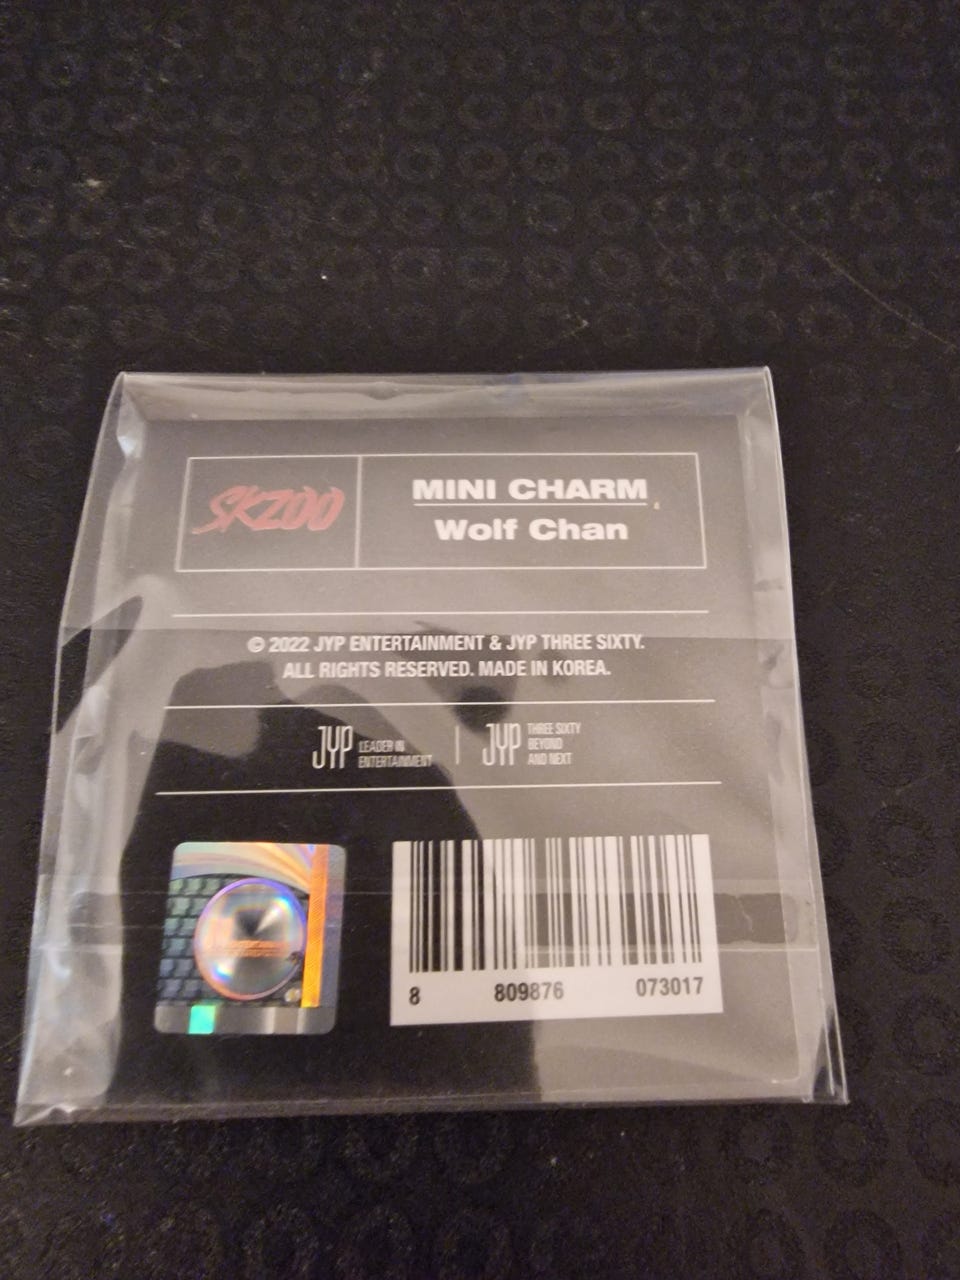 SKZOO
MINI CHARM
Wolf Chan
© 2022 JYP ENTERTAINMENT & JYP THREE SIXTY.
ALL RIGHTS RESERVED. MADE IN KOREA.
JYP LEADER IN
ENTERTAINMENT
JYP THREE SIXTY
BEYOND
AND NEXT
8 809876 073017